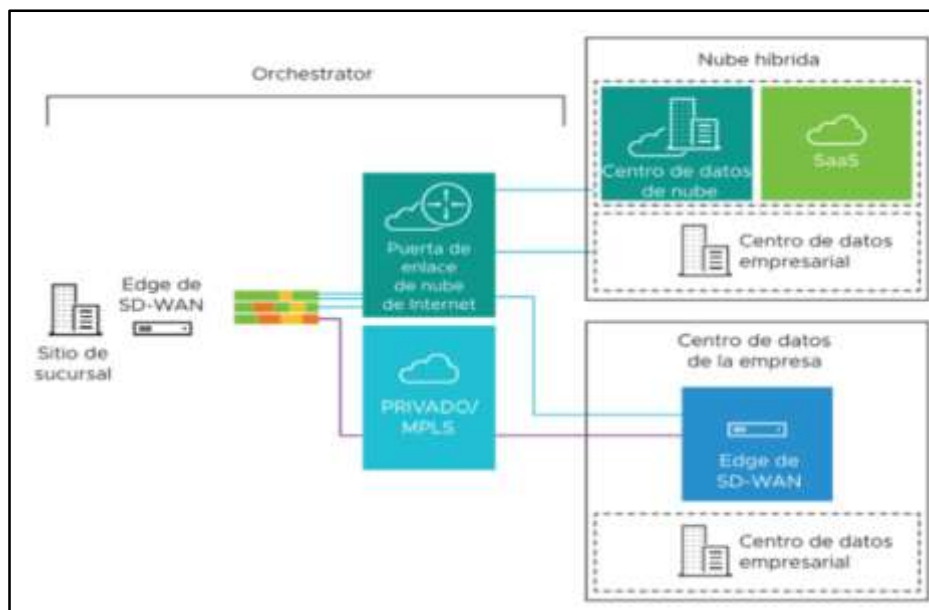 Orchestrator
Nube híbrida
Centro de datos
de nube
SaaS
Centro de datos
empresarial
Puerta de
enlace
de nube
de Internet
Edge de
SD-WAN
Sitio de
sucursal
PRIVADO/
MPLS
Centro de datos
de la empresa
Edge de
SD-WAN
Centro de datos
empresarial